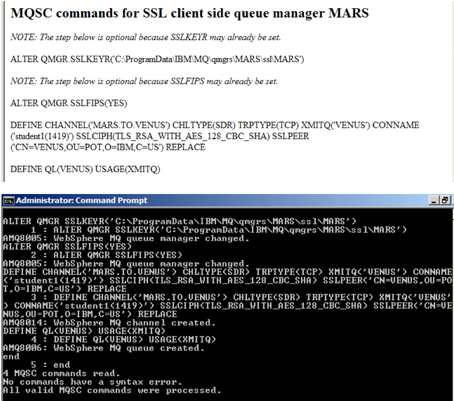 MQSC commands for SSL client side queue manager MARS
NOTE: The step below is optional because SSLKEYR may already be set.
ALTER QMGR SSLKEYR('C:\ProgramData\IBM\MQ\qmgrs\MARS\ssl\MARS')
NOTE: The step below is optional because SSLFIPS may already be set.
ALTER QMGR SSLFIPS(YES)
DEFINE CHANNEL('MARS.TO.VENUS') CHLTYPE(SDR) TRPTYPE(TCP) XMITQ('VENUS') CONNAME
('student1(1419)') SSLCIPH(TLS_RSA_WITH_AES_128_CBC_SHA) SSLPEER
('CN=VENUS,OU=POT,O=IBM,C=US') REPLACE
DEFINE QL(VENUS) USAGE(XMITQ)
Administrator: Command Prompt
ALTER QMGR SSLKEYR('C:\ProgramData\IBM\MQ\qmgrs\MARS\ssl\MARS')
1 : ALTER QMGR SSLKEYR('C:\ProgramData\IBM\MQ\qmgrs\MARS\ssl\MARS')
AMQ8005: WebSphere MQ queue manager changed.
ALTER QMGR SSLFIPS(YES)
2 : ALTER QMGR SSLFIPS(YES)
AMQ8005: WebSphere MQ queue manager changed.
DEFINE CHANNEL('MARS.TO.VENUS') CHLTYPE(SDR) TRPTYPE(TCP) XMITQ('VENUS') CONNAME
('student1(1419)') SSLCIPH(TLS_RSA_WITH_AES_128_CBC_SHA) SSLPEER('CN=VENUS,OU=PO
T,O=IBM,C=US') REPLACE
3 : DEFINE CHANNEL('MARS.TO.VENUS') CHLTYPE(SDR) TRPTYPE(TCP) XMITQ('VENUS'
) CONNAME('student1(1419)') SSLCIPH(TLS_RSA_WITH_AES_128_CBC_SHA) SSLPEER('CN=VE
NUS,OU=POT,O=IBM,C=US') REPLACE
AMQ8014: WebSphere MQ channel created.
DEFINE QL(VENUS) USAGE(XMITQ)
4 : DEFINE QL(VENUS) USAGE(XMITQ)
AMQ8006: WebSphere MQ queue created.
end
5 : end
4 MQSC commands read.
No commands have a syntax error.
All valid MQSC commands were processed.